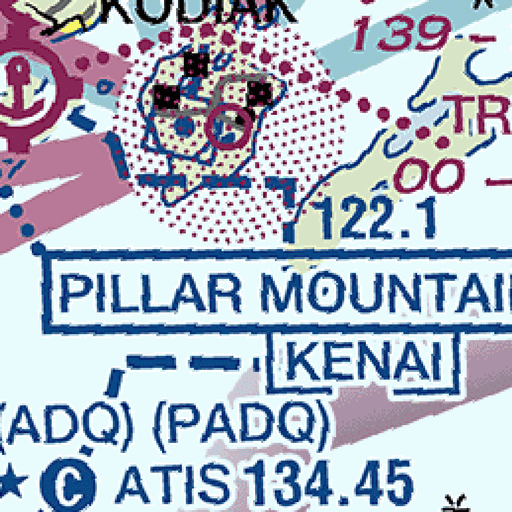 KODIAK
139 -
TR
00 -
122.1
PILLAR MOUNTAI
KENAI
(ADQ) (PADQ)
★ C ATIS 134.45